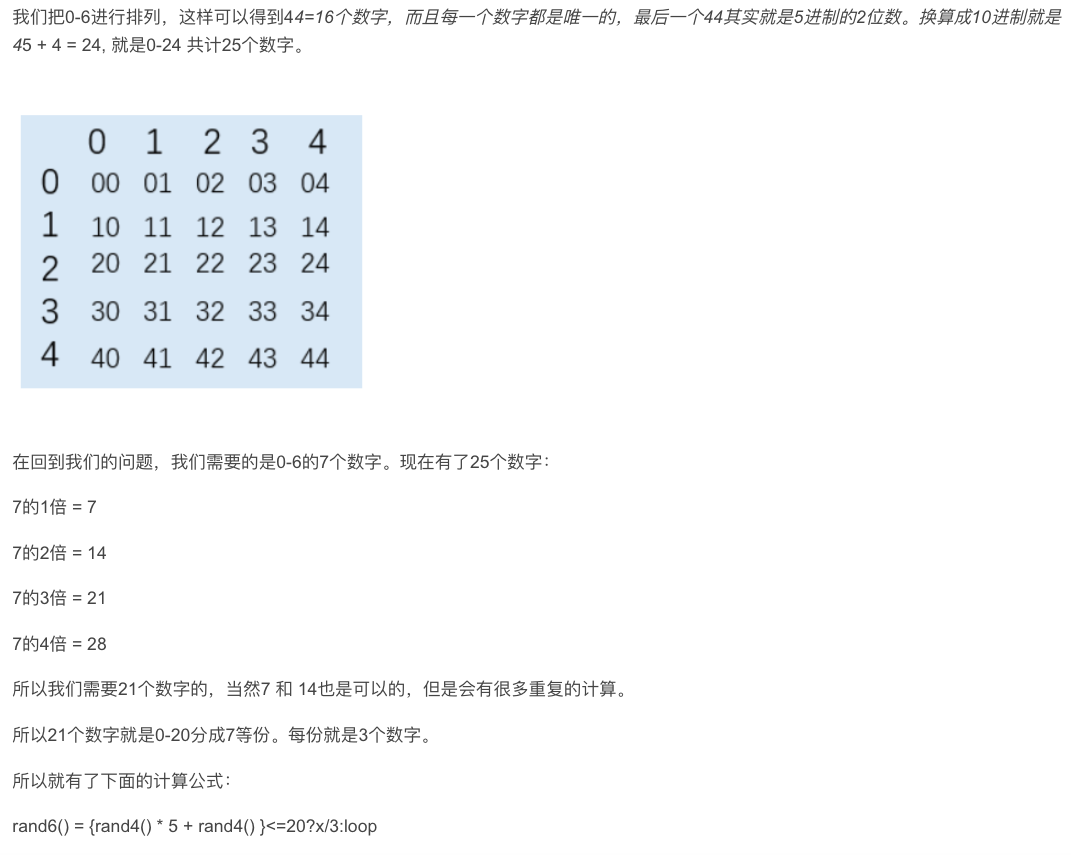 我们把0-6进行排列，这样可以得到44=16个数字，而且每一个数字都是唯一的，最后一个44其实就是5进制的2位数。换算成10进制就是
45 + 4 = 24, 就是0-24 共计25个数字。
0 1 2 3 4
0 00 01 02 03 04
1 10 11 12 13 14
2 20 21 22 23 24
3 30 31 32 33 34
4 40 41 42 43 44
在回到我们的问题，我们需要的是0-6的7个数字。现在有了25个数字：
7的1倍 = 7
7的2倍 = 14
7的3倍 = 21
7的4倍 = 28
所以我们需要21个数字的，当然7 和 14也是可以的，但是会有很多重复的计算。
所以21个数字就是0-20分成7等份。每份就是3个数字。
所以就有了下面的计算公式：
rand6() = {rand4() * 5 + rand4() }<=20?x/3:loop